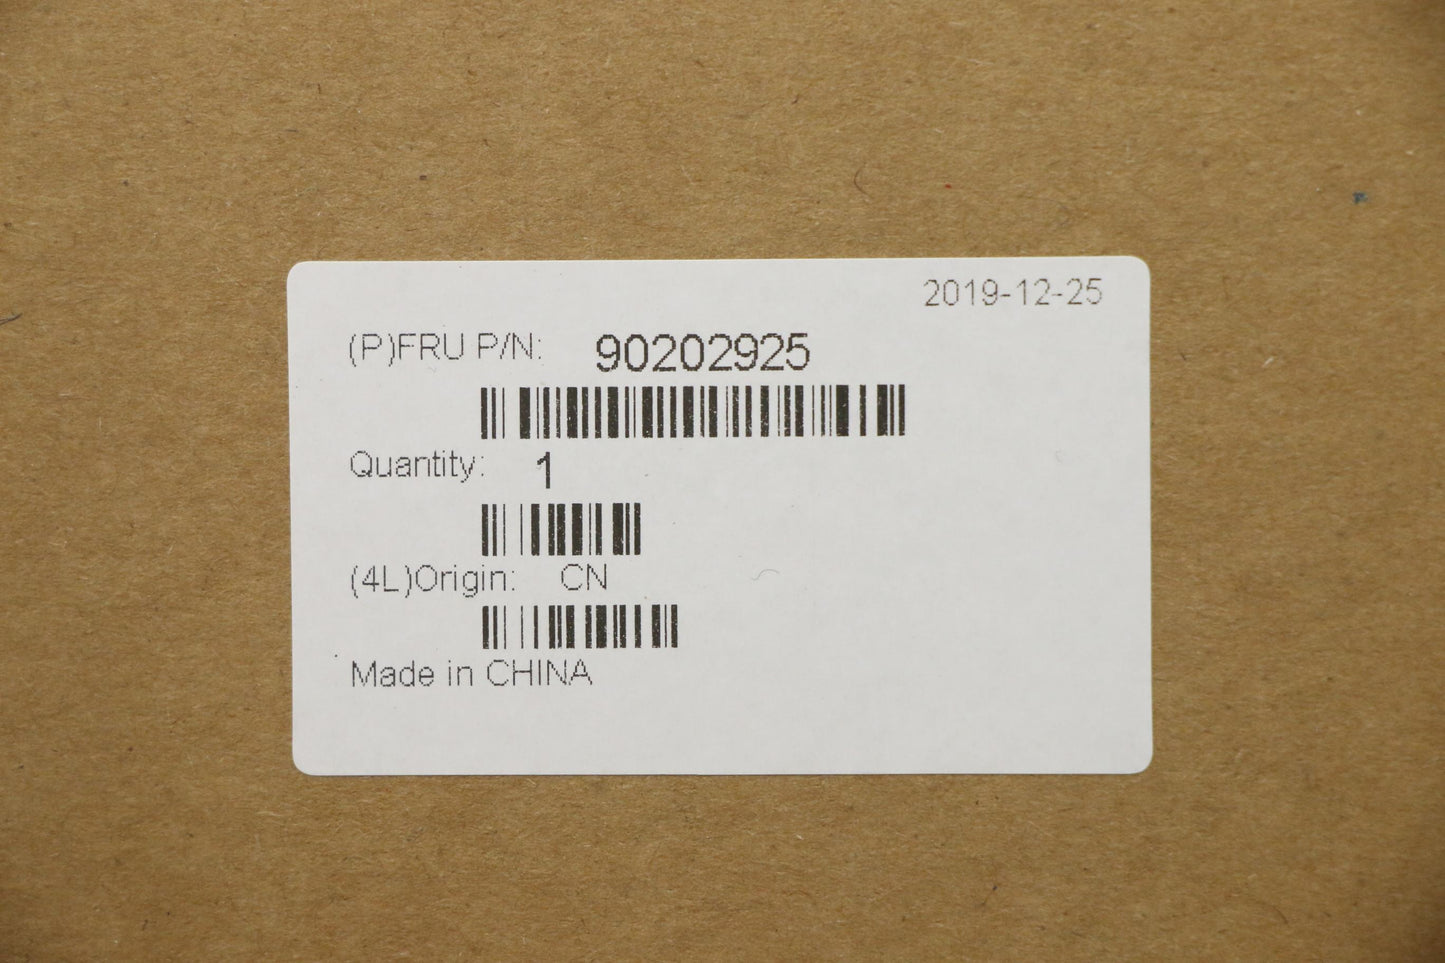 2019-12-25
(P)FRU P/N: 90202925
Quantity: 1
(4L)Origin: CN
Made in CHINA